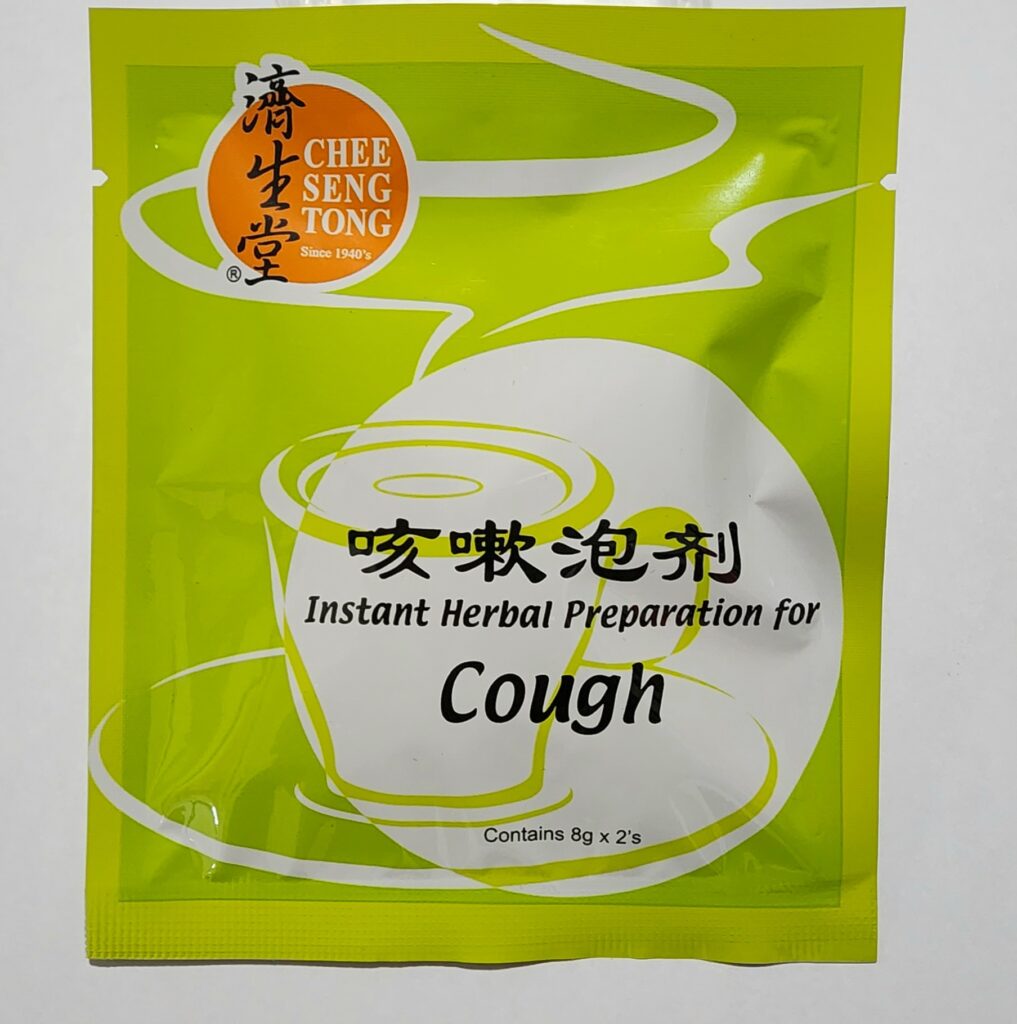 濟生堂
CHEE
SENG
TONG
Since 1940's
®
咳嗽泡剂
Instant Herbal Preparation for
Cough
Contains 8g x 2's